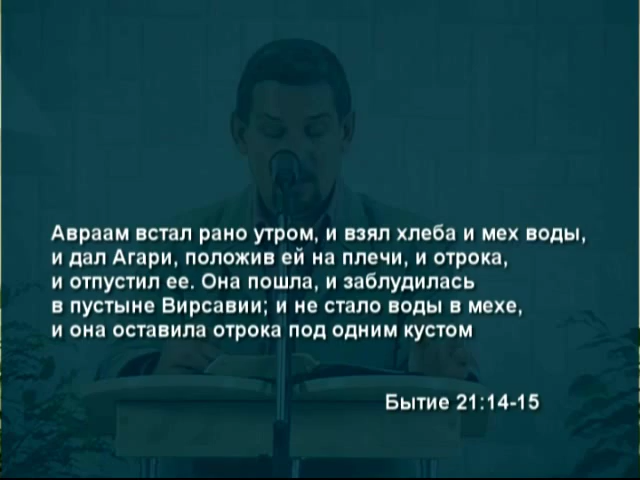 Авраам встал рано утром, и взял хлеба и мех воды,
и дал Агари, положив ей на плечи, и отрока,
и отпустил ее. Она пошла, и заблудилась
в пустыне Вирсавии; и не стало воды в мехе,
и она оставила отрока под одним кустом
Бытие 21:14-15